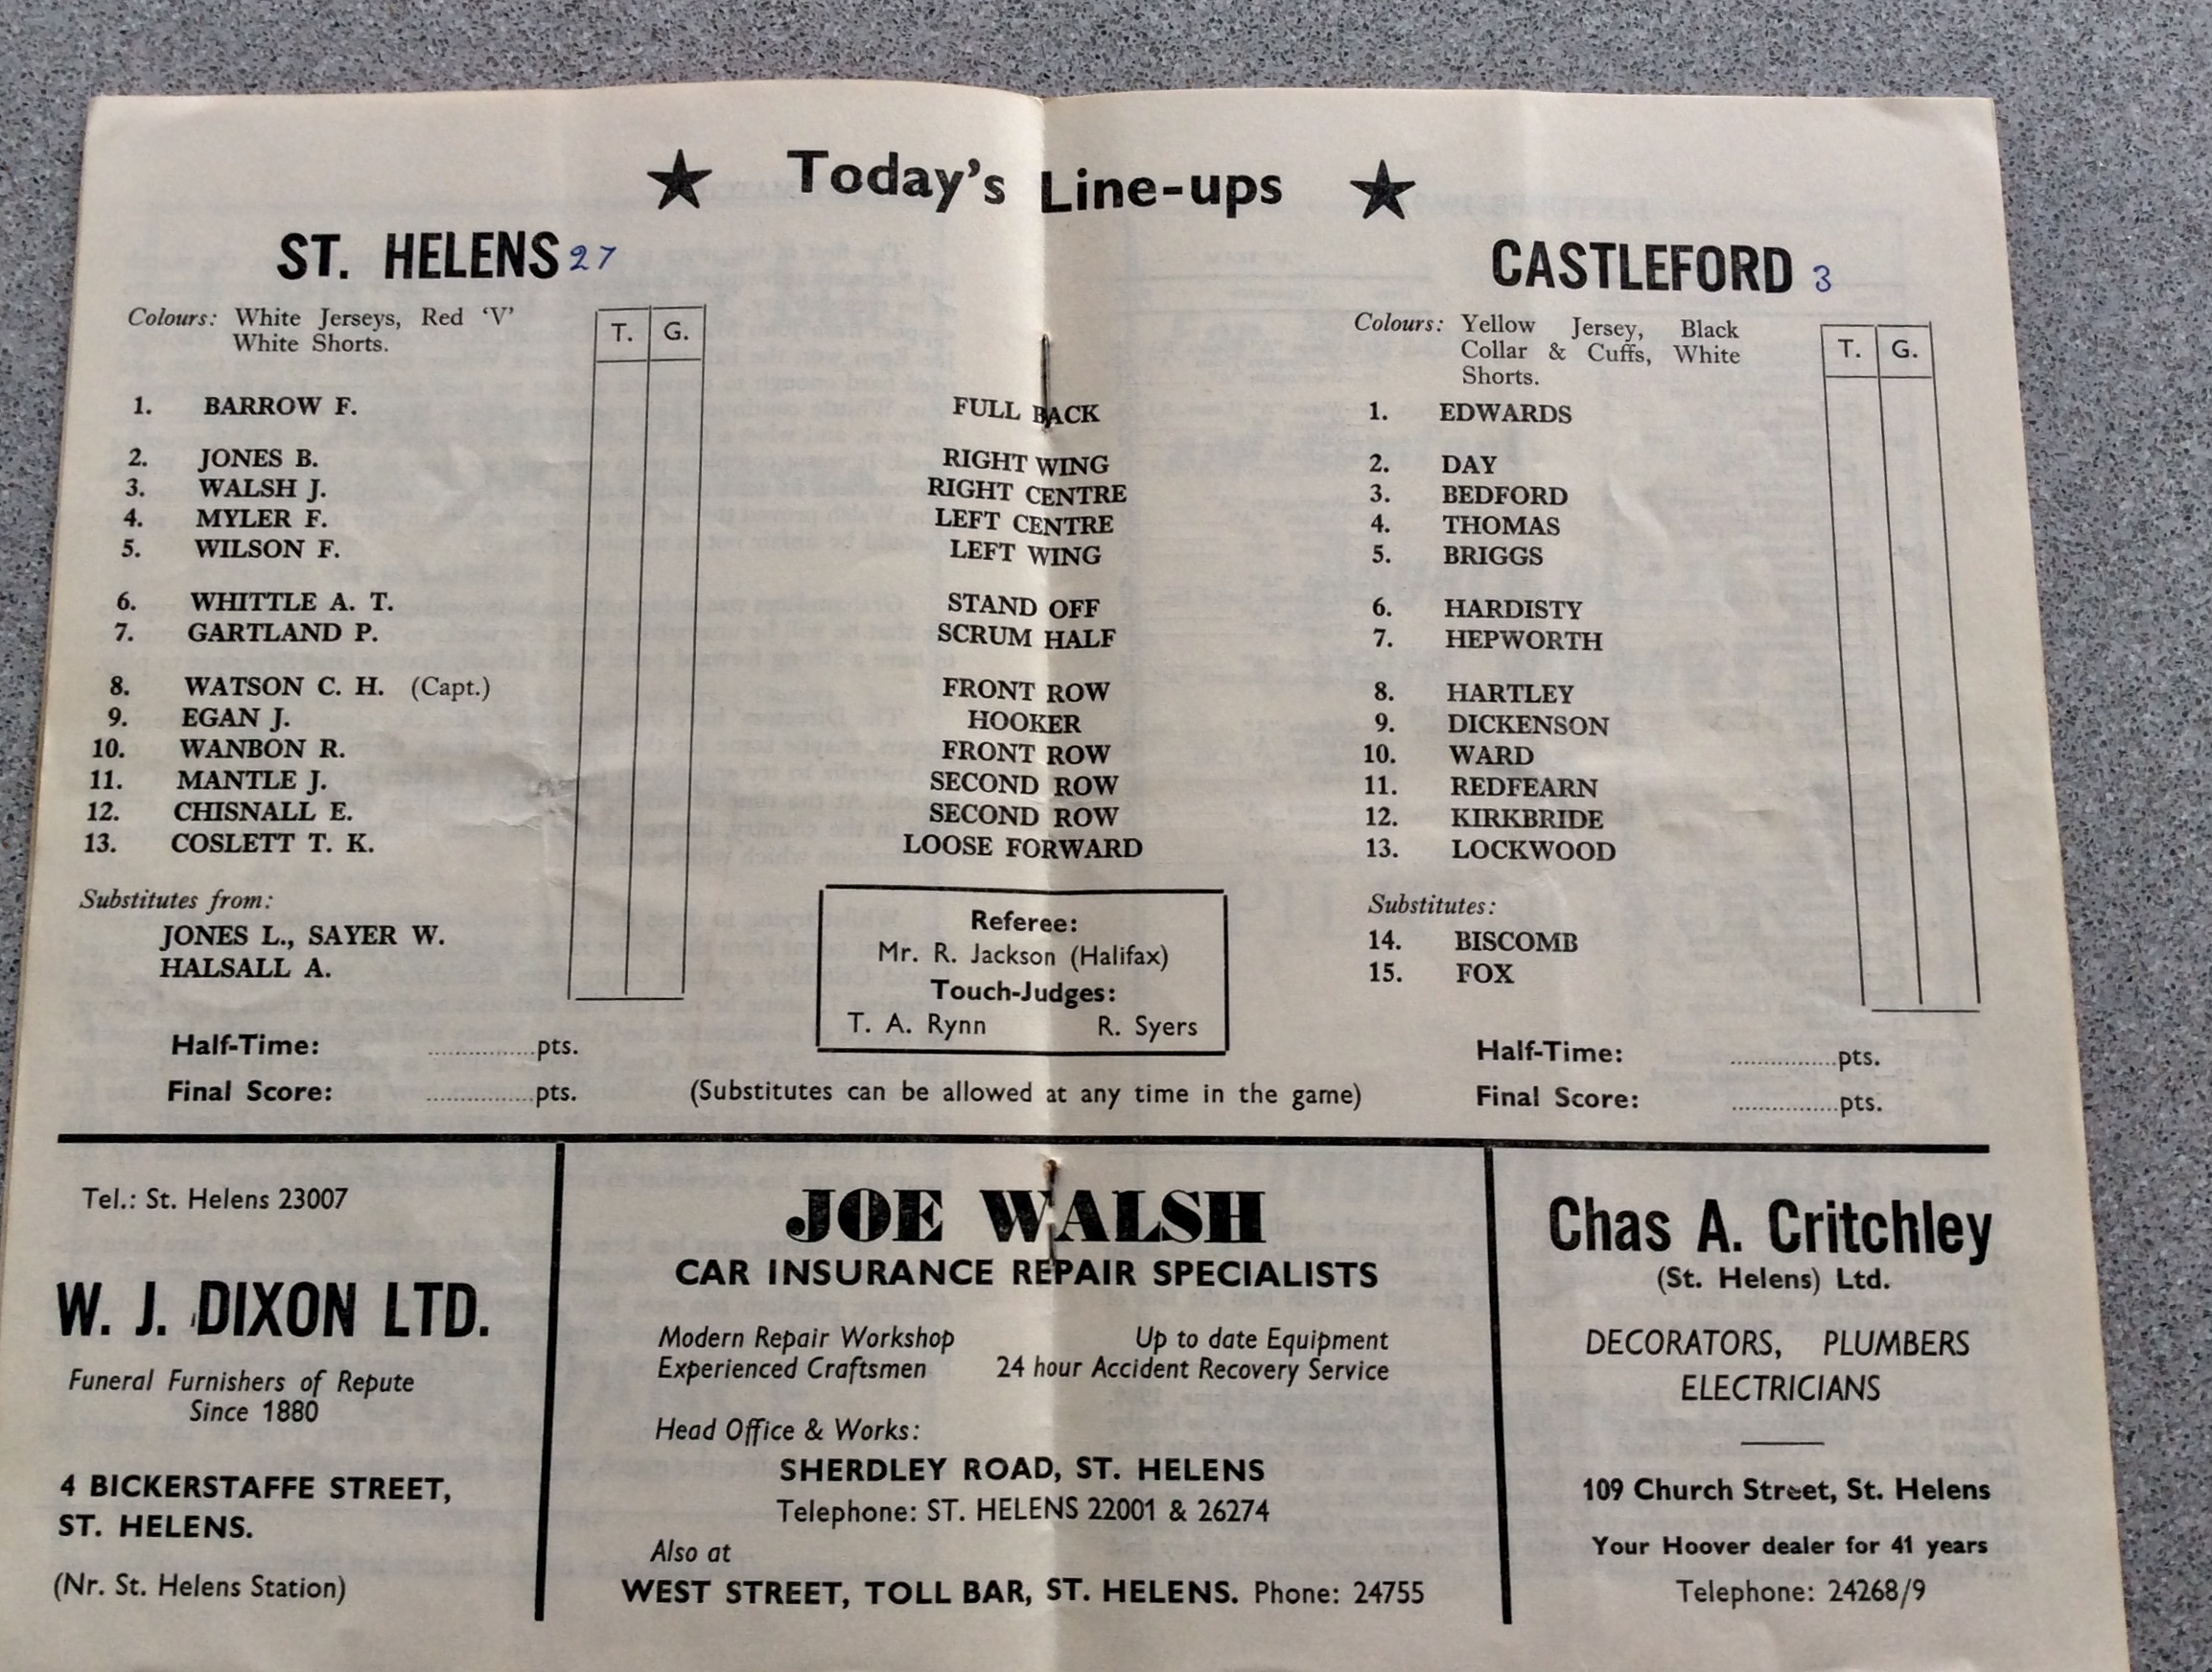 ★ Today's Line-ups ★
ST. HELENS 27
Colours: White Jerseys, Red 'V'
White Shorts.
T. G.
1. BARROW F.
2. JONES B.
3. WALSH J.
4. MYLER F.
5. WILSON F.
6. WHITTLE A. T.
7. GARTLAND P.
8. WATSON C. H. (Capt.)
9. EGAN J.
10. WANBON R.
11. MANTLE J.
12. CHISNALL E.
13. COSLETT T. K.
Substitutes from:
JONES L., SAYER W.
HALSALL A.
Half-Time: ...............pts.
Final Score: ...............pts.
FULL BACK
RIGHT WING
RIGHT CENTRE
LEFT CENTRE
LEFT WING
STAND OFF
SCRUM HALF
FRONT ROW
HOOKER
FRONT ROW
SECOND ROW
SECOND ROW
LOOSE FORWARD
Referee:
Mr. R. Jackson (Halifax)
Touch-Judges:
T. A. Rynn R. Syers
(Substitutes can be allowed at any time in the game)
CASTLEFORD 3
Colours: Yellow Jersey, Black
Collar & Cuffs, White
Shorts.
T. G.
1. EDWARDS
2. DAY
3. BEDFORD
4. THOMAS
5. BRIGGS
6. HARDISTY
7. HEPWORTH
8. HARTLEY
9. DICKENSON
10. WARD
11. REDFEARN
12. KIRKBRIDE
13. LOCKWOOD
Substitutes:
14. BISCOMB
15. FOX
Half-Time: ...............pts.
Final Score: ...............pts.
Tel.: St. Helens 23007
W. J. DIXON LTD.
Funeral Furnishers of Repute
Since 1880
4 BICKERSTAFFE STREET,
ST. HELENS.
(Nr. St. Helens Station)
JOE WALSH
CAR INSURANCE REPAIR SPECIALISTS
Modern Repair Workshop Up to date Equipment
Experienced Craftsmen 24 hour Accident Recovery Service
Head Office & Works:
SHERDLEY ROAD, ST. HELENS
Telephone: ST. HELENS 22001 & 26274
Also at
WEST STREET, TOLL BAR, ST. HELENS. Phone: 24755
Chas A. Critchley
(St. Helens) Ltd.
DECORATORS, PLUMBERS
ELECTRICIANS
109 Church Street, St. Helens
Your Hoover dealer for 41 years
Telephone: 24268/9